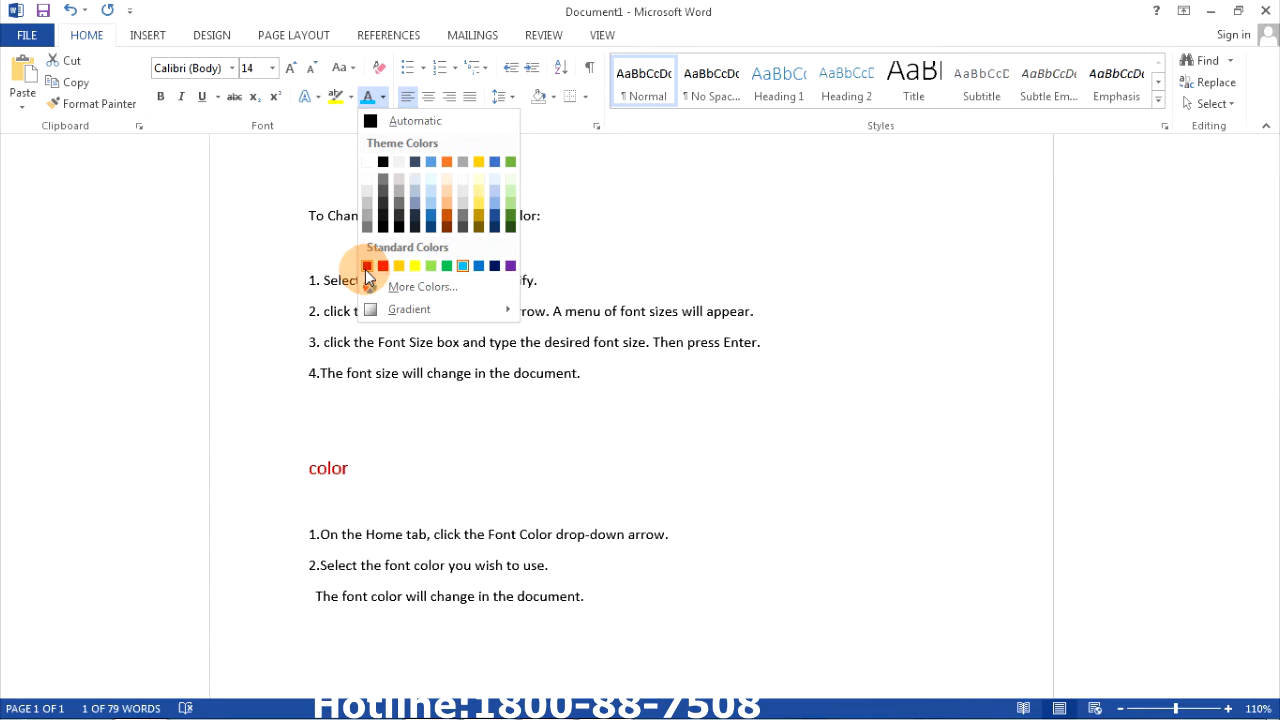 Document1 - Microsoft Word
?
FILE HOME INSERT DESIGN PAGE LAYOUT REFERENCES MAILINGS REVIEW VIEW Sign in
Cut
Copy
Format Painter
Paste
Clipboard
Calibri (Body) 14
Font
AaBbCcDc AaBbCcDc AaBbCc AaBbCc AaBl AaBbCcD AaBbCcDc AaBbCcDc
¶ Normal ¶ No Spac... Heading 1 Heading 2 Title Subtitle Subtle Em... Emphasis
Styles
Find
Replace
Select
Editing
Automatic
Theme Colors
Standard Colors
More Colors...
Gradient
To Chan lor:
1. Select ify.
2. click t rrow. A menu of font sizes will appear.
3. click the Font Size box and type the desired font size. Then press Enter.
4.The font size will change in the document.
color
1.On the Home tab, click the Font Color drop-down arrow.
2.Select the font color you wish to use.
The font color will change in the document.
Hotline:1800-88-7508
PAGE 1 OF 1 1 OF 79 WORDS 110%